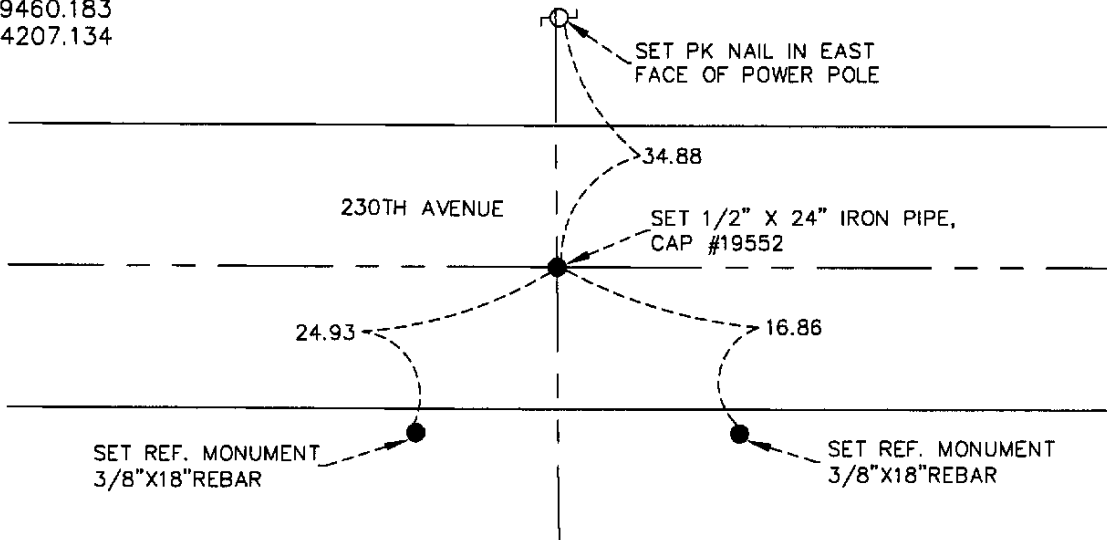 9460.183
4207.134
SET PK NAIL IN EAST
FACE OF POWER POLE
34.88
230TH AVENUE
SET 1/2" X 24" IRON PIPE,
CAP #19552
24.93
16.86
SET REF. MONUMENT
3/8"X18"REBAR
SET REF. MONUMENT
3/8"X18"REBAR